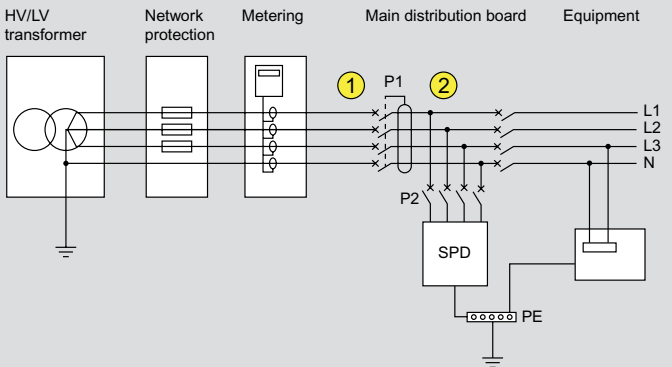 HV/LV
transformer
Network
protection
Metering
Main distribution board
Equipment
1
P1
2
L1
L2
L3
N
P2
SPD
PE